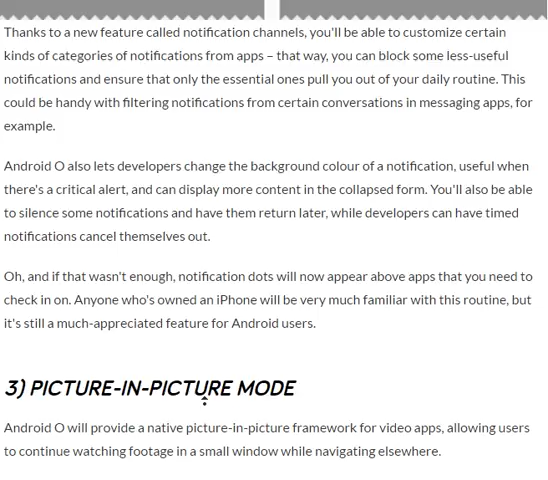 Thanks to a new feature called notification channels, you'll be able to customize certain
kinds of categories of notifications from apps – that way, you can block some less-useful
notifications and ensure that only the essential ones pull you out of your daily routine. This
could be handy with filtering notifications from certain conversations in messaging apps, for
example.
Android O also lets developers change the background colour of a notification, useful when
there's a critical alert, and can display more content in the collapsed form. You'll also be able
to silence some notifications and have them return later, while developers can have timed
notifications cancel themselves out.
Oh, and if that wasn't enough, notification dots will now appear above apps that you need to
check in on. Anyone who's owned an iPhone will be very much familiar with this routine, but
it's still a much-appreciated feature for Android users.
3) PICTURE-IN-PICTURE MODE
Android O will provide a native picture-in-picture framework for video apps, allowing users
to continue watching footage in a small window while navigating elsewhere.